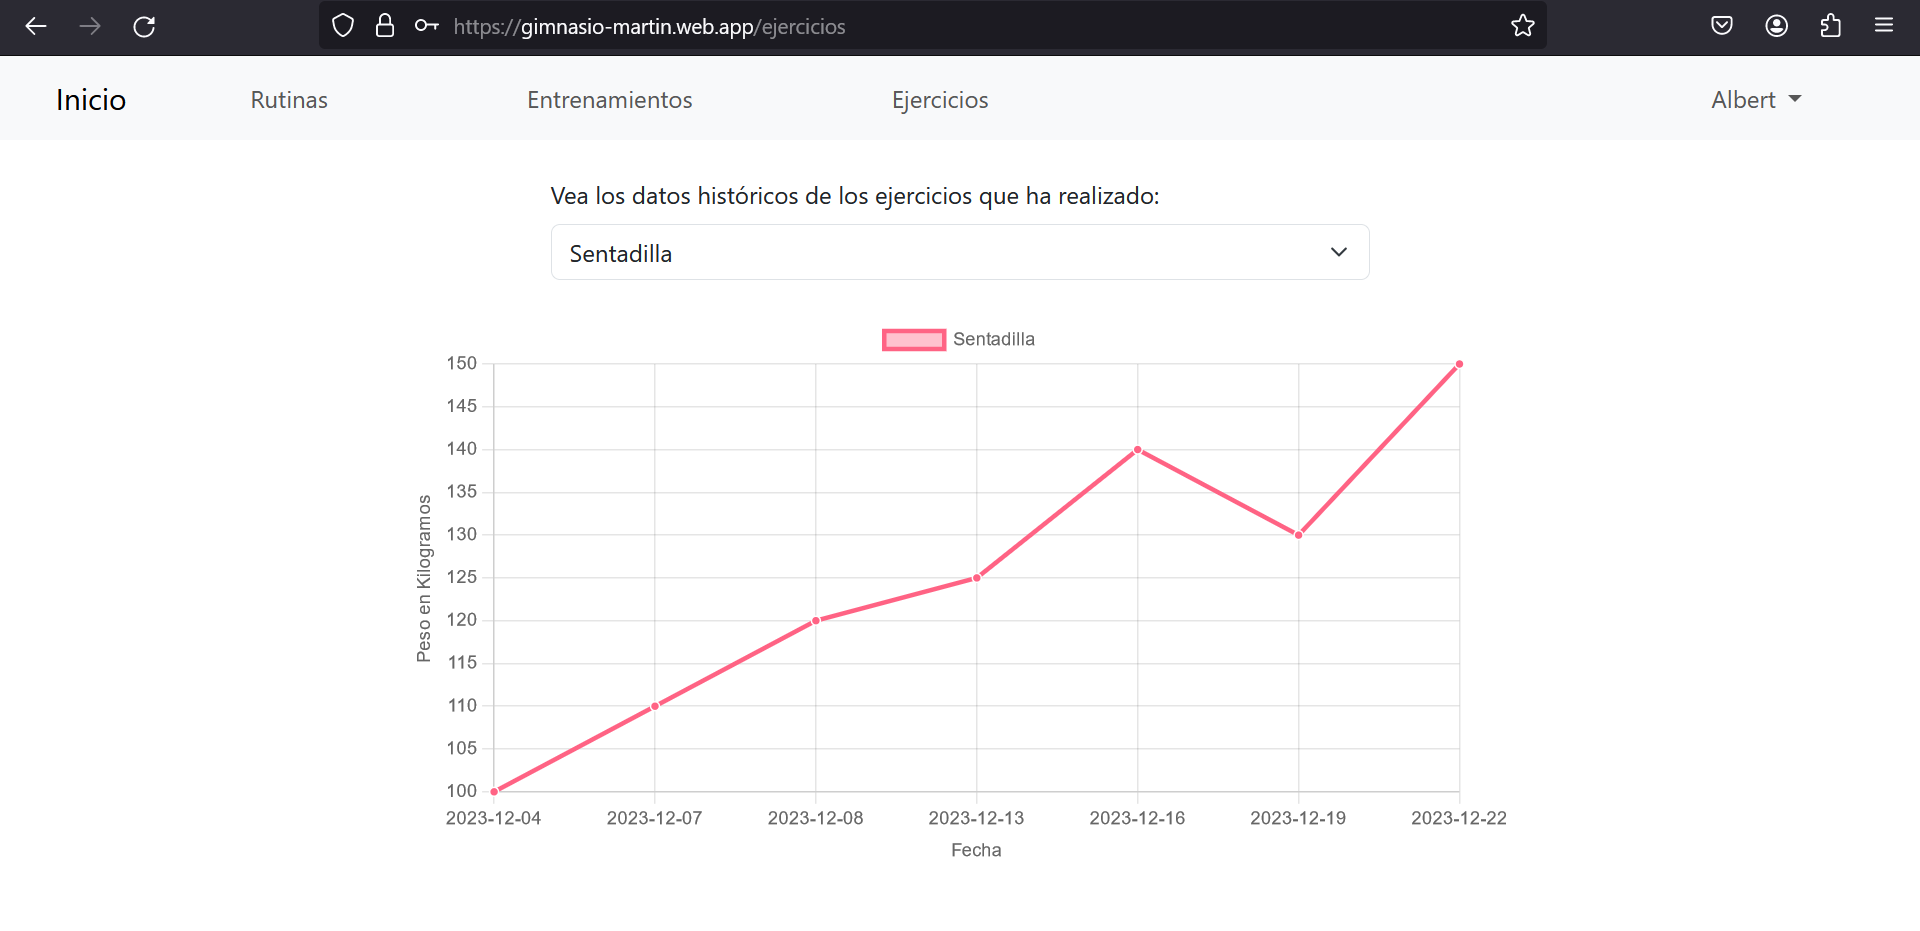 https://gimnasio-martin.web.app/ejercicios
Inicio Rutinas Entrenamientos Ejercicios Albert
Vea los datos históricos de los ejercicios que ha realizado:
Sentadilla
Sentadilla
150
145
140
135
130
125
120
115
110
105
100
Peso en Kilogramos
2023-12-04 2023-12-07 2023-12-08 2023-12-13 2023-12-16 2023-12-19 2023-12-22
Fecha